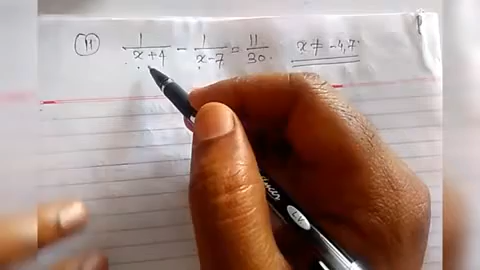 11 1/x+4 - 1/x-7 = 11/30 x ≠ -4,7